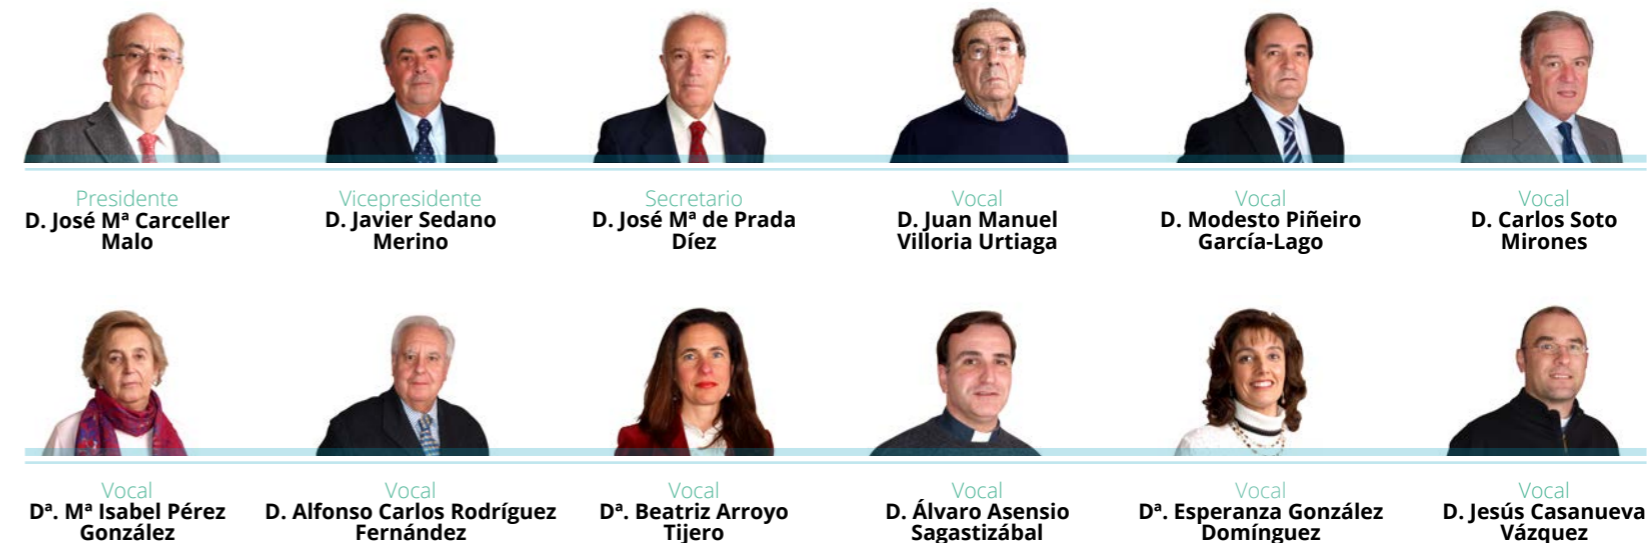 Presidente
D. José Mª Carceller
Malo
Vicepresidente
D. Javier Sedano
Merino
Secretario
D. José Mª de Prada
Díez
Vocal
D. Juan Manuel
Villoria Urtiaga
Vocal
D. Modesto Piñeiro
García-Lago
Vocal
D. Carlos Soto
Mirones
Vocal
Dª. Mª Isabel Pérez
González
Vocal
D. Alfonso Carlos Rodríguez
Fernández
Vocal
Dª. Beatriz Arroyo
Tijero
Vocal
D. Álvaro Asensio
Sagastizábal
Vocal
Dª. Esperanza González
Domínguez
Vocal
D. Jesús Casanueva
Vázquez